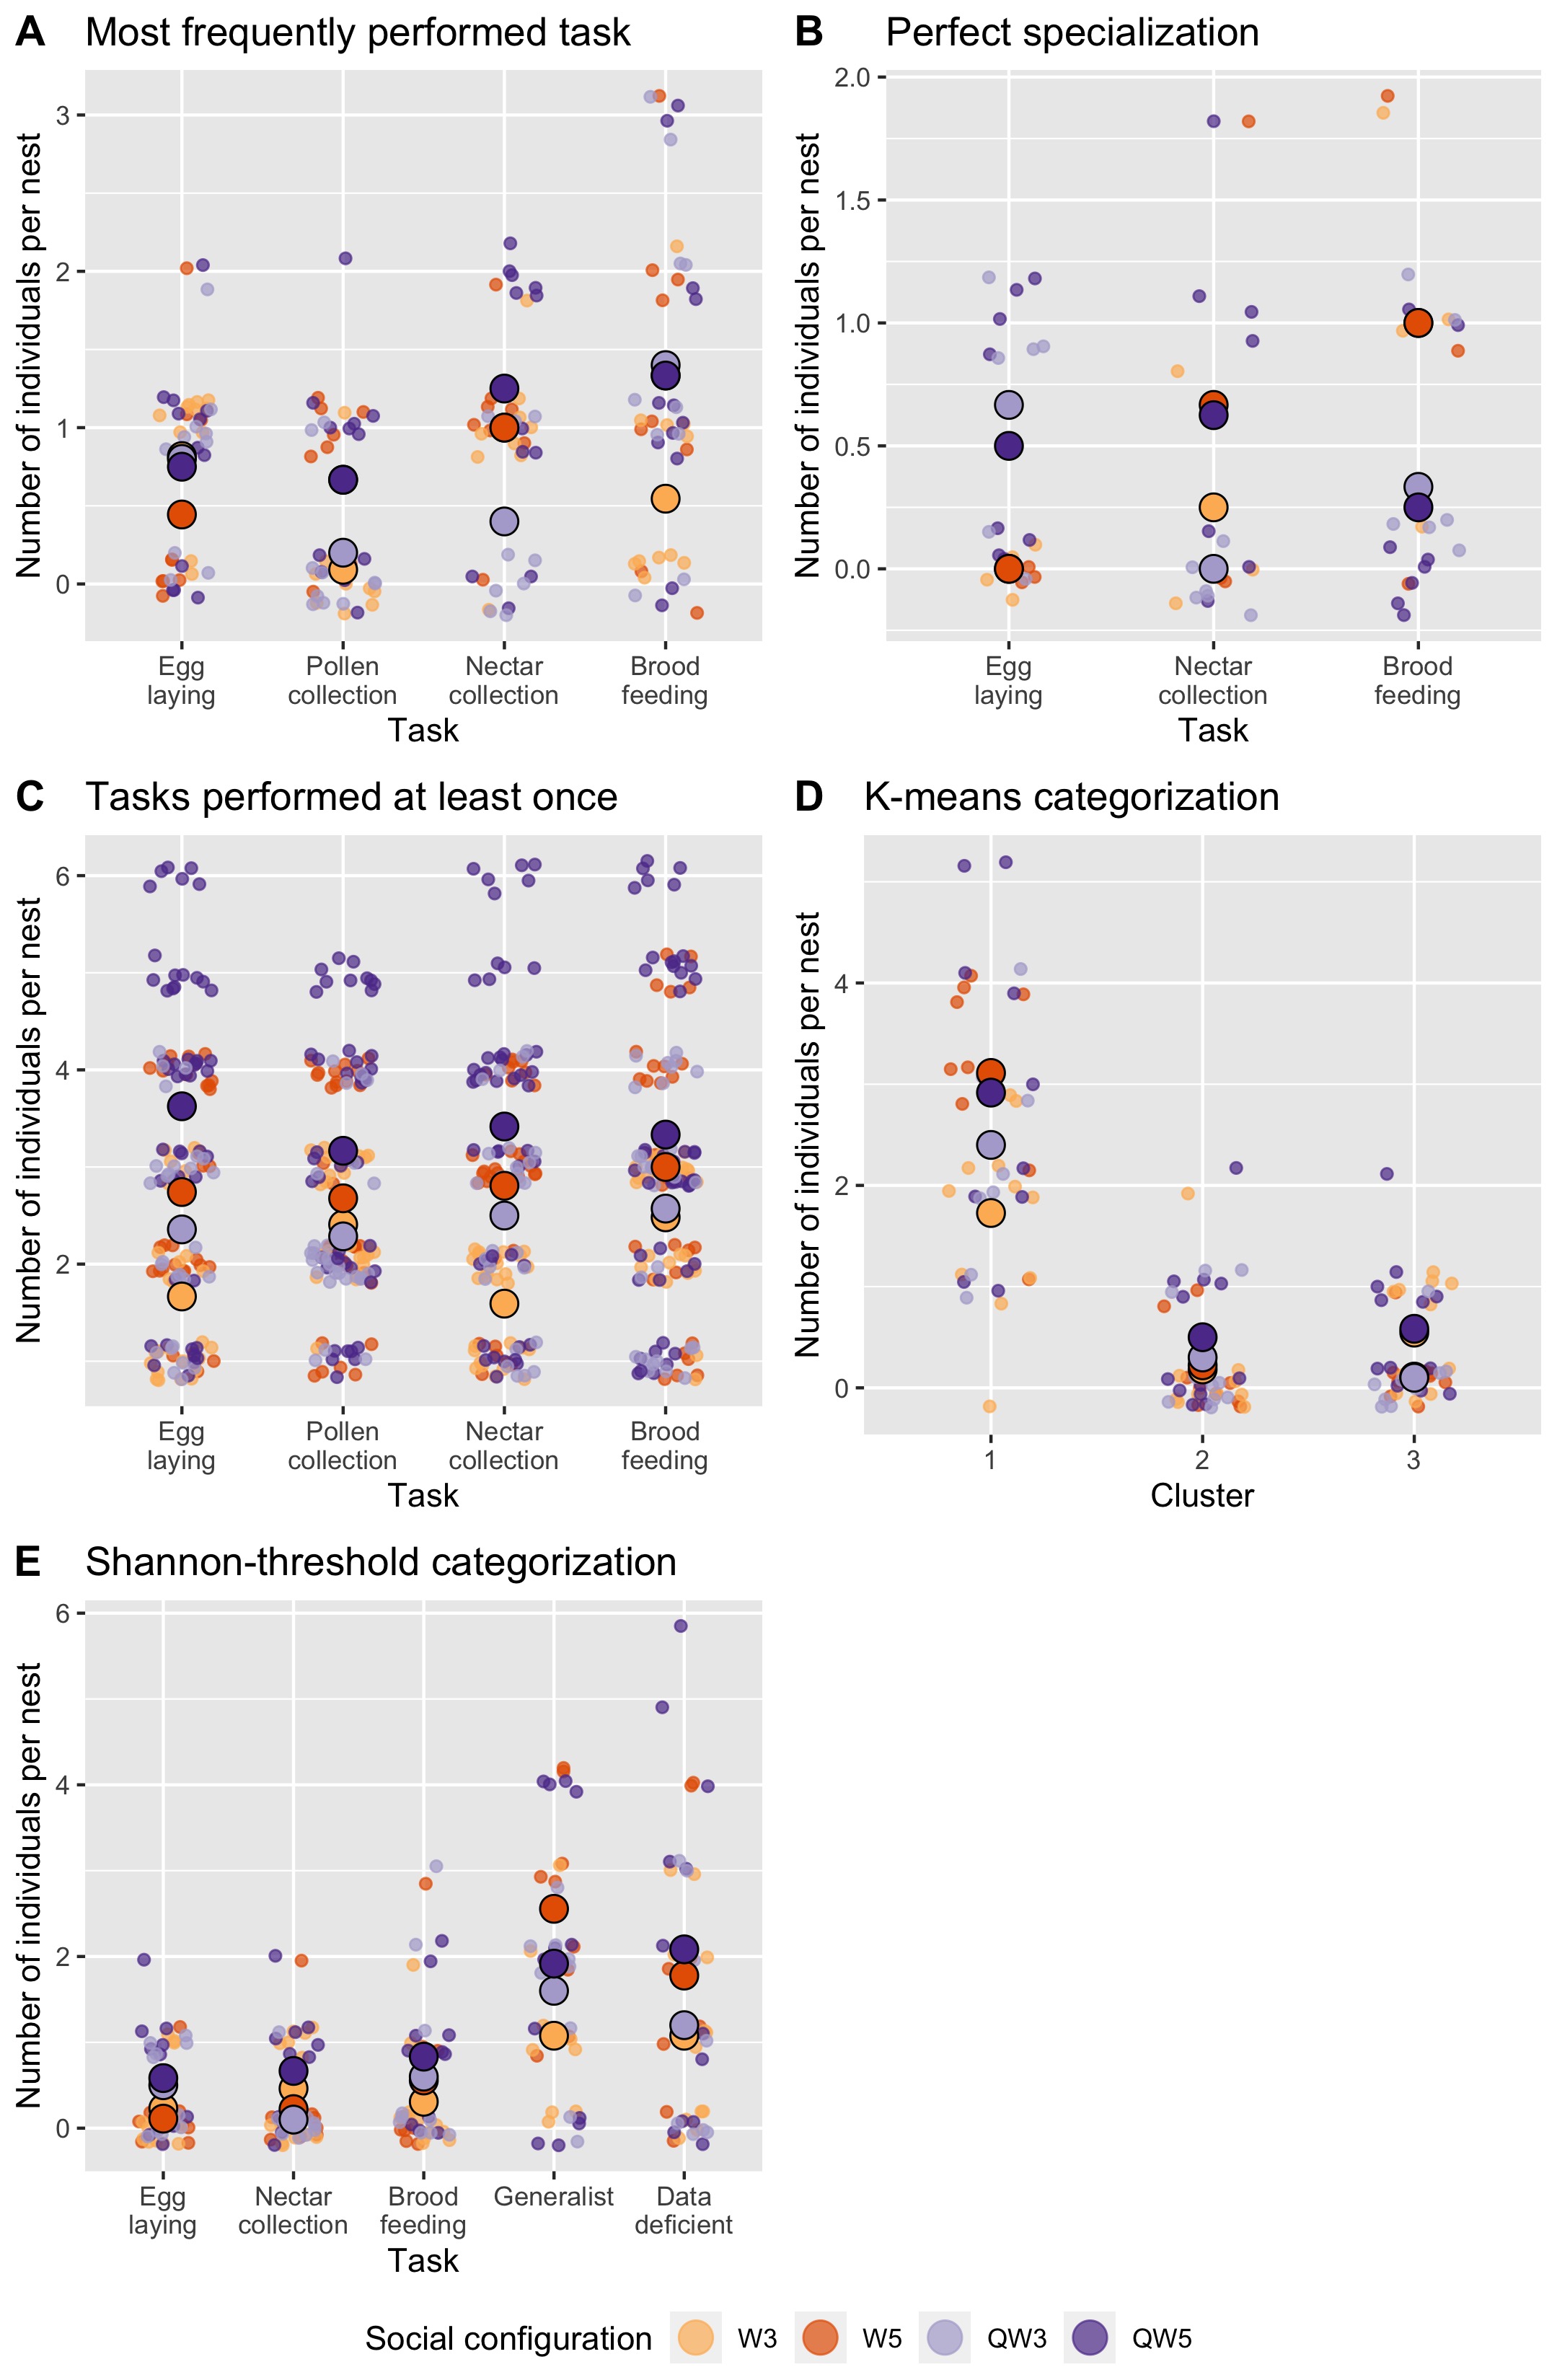 A Most frequently performed task
Number of individuals per nest
3
2
1
0
Egg laying
Pollen collection
Nectar collection
Brood feeding
Task
B Perfect specialization
Number of individuals per nest
2.0
1.5
1.0
0.5
0.0
Egg laying
Nectar collection
Brood feeding
Task
C Tasks performed at least once
Number of individuals per nest
6
4
2
Egg laying
Pollen collection
Nectar collection
Brood feeding
Task
D K-means categorization
Number of individuals per nest
4
2
0
1 2 3
Cluster
E Shannon-threshold categorization
Number of individuals per nest
6
4
2
0
Egg laying
Nectar collection
Brood feeding
Generalist
Data deficient
Task
Social configuration W3 W5 QW3 QW5